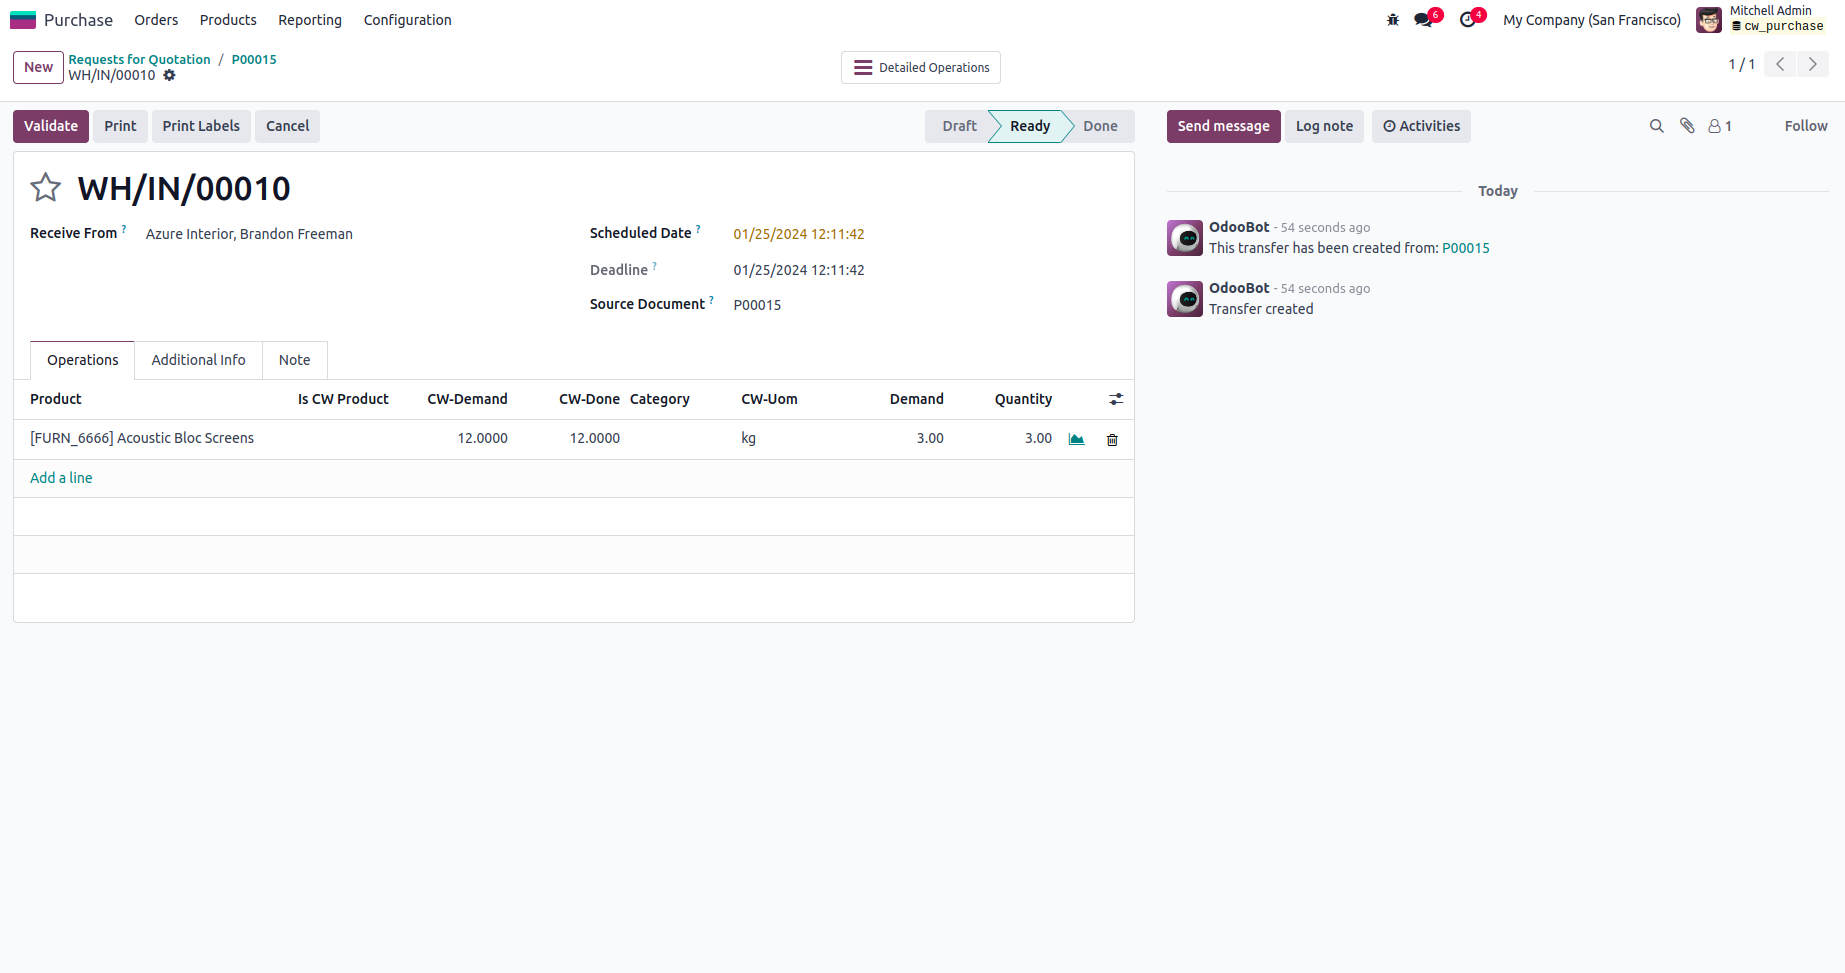 Purchase Orders Products Reporting Configuration 6 4 My Company (San Francisco) Mitchell Admin
cw_purchase
New Requests for Quotation / P00015
WH/IN/00010
Detailed Operations
1 / 1
Validate Print Print Labels Cancel Draft Ready Done
Send message Log note Activities 1 Follow
WH/IN/00010
Receive From ? Azure Interior, Brandon Freeman
Scheduled Date ? 01/25/2024 12:11:42
Deadline ? 01/25/2024 12:11:42
Source Document ? P00015
Operations Additional Info Note
Product Is CW Product CW-Demand CW-Done Category CW-Uom Demand Quantity
[FURN_6666] Acoustic Bloc Screens 12.0000 12.0000 kg 3.00 3.00
Add a line
Today
OdooBot - 54 seconds ago
This transfer has been created from: P00015
OdooBot - 54 seconds ago
Transfer created